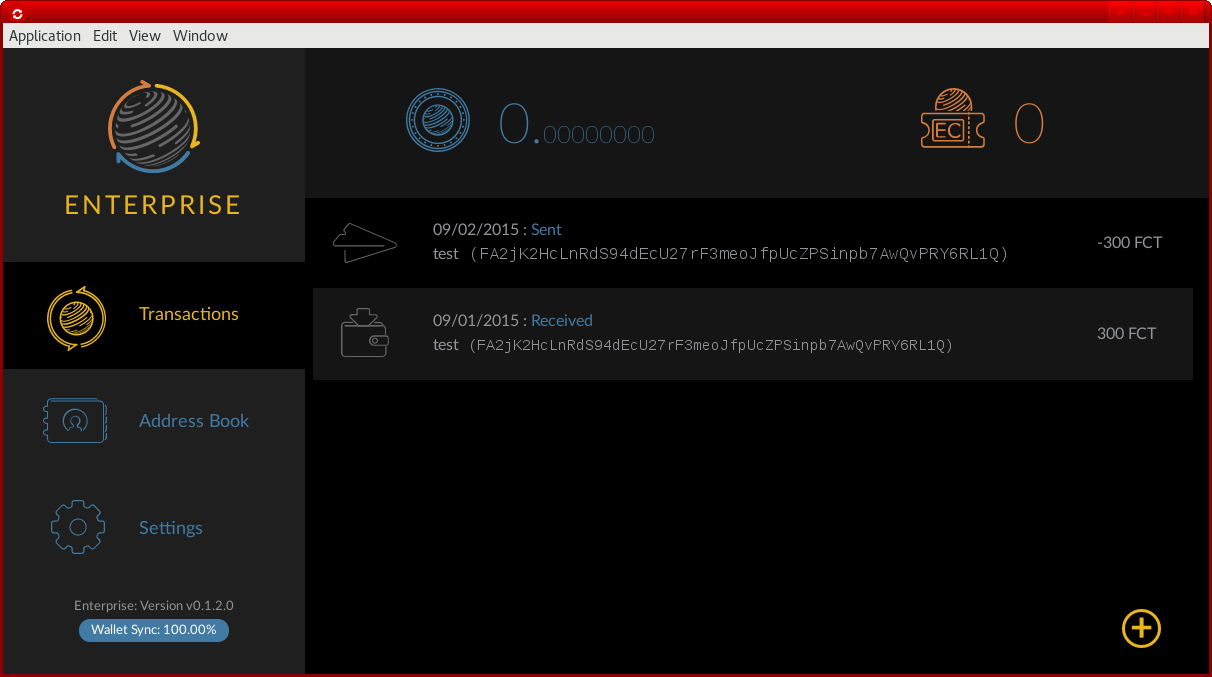 Application Edit View Window
ENTERPRISE
0.00000000
EC 0
Transactions
Address Book
Settings
Enterprise: Version v0.1.2.0
Wallet Sync: 100.00%
09/02/2015 : Sent
test (FA2jK2HcLnRdS94dEcU27rF3meoJfpUcZPSinpb7AwQvPRY6RL1Q)
-300 FCT
09/01/2015 : Received
test (FA2jK2HcLnRdS94dEcU27rF3meoJfpUcZPSinpb7AwQvPRY6RL1Q)
300 FCT